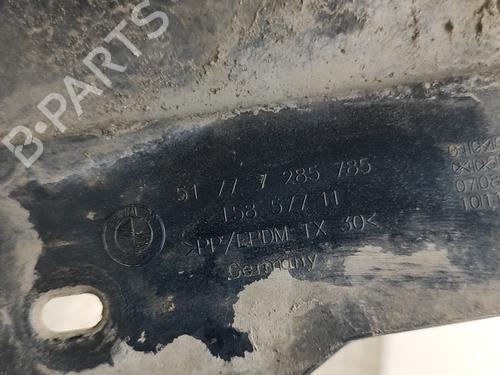 B-PARTS
51 77 7 285 785
158 577 11
>PP/EPDM TX 30<
Germany